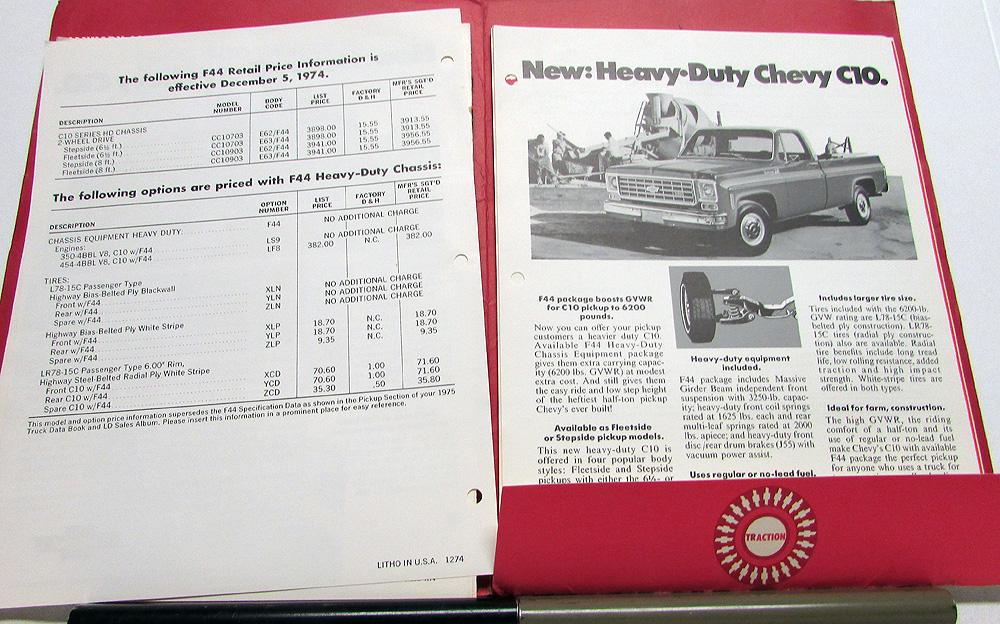 The following F44 Retail Price Information is
effective December 5, 1974.
DESCRIPTION MODEL NUMBER BODY CODE LIST PRICE FACTORY D & H MFR'S SGT'D RETAIL PRICE
C10 SERIES HD CHASSIS
2-WHEEL DRIVE
Stepside (6½ ft.) CC10703 E62/F44 3898.00 15.55 3913.55
Fleetside (6½ ft.) CC10703 E63/F44 3898.00 15.55 3913.55
Stepside (8 ft.) CC10903 E62/F44 3941.00 15.55 3956.55
Fleetside (8 ft.) CC10903 E63/F44 3941.00 15.55 3956.55
The following options are priced with F44 Heavy-Duty Chassis:
DESCRIPTION OPTION NUMBER LIST PRICE FACTORY D & H MFR'S SGT'D RETAIL PRICE
CHASSIS EQUIPMENT HEAVY DUTY: F44 NO ADDITIONAL CHARGE
Engines:
350-4BBL V8, C10 w/F44 LS9 NO ADDITIONAL CHARGE
454-4BBL V8, C10 w/F44 LF8 382.00 N.C. 382.00
TIRES:
L78-15C Passenger Type
Highway Bias-Belted Ply Blackwall
Front w/F44 XLN NO ADDITIONAL CHARGE
Rear w/F44 YLN NO ADDITIONAL CHARGE
Spare w/F44 ZLN NO ADDITIONAL CHARGE
Highway Bias-Belted Ply White Stripe
Front w/F44 XLP 18.70 N.C. 18.70
Rear w/F44 YLP 18.70 N.C. 18.70
Spare w/F44 ZLP 9.35 N.C. 9.35
LR78-15C Passenger Type 6.00" Rim,
Highway Steel-Belted Radial Ply White Stripe
Front C10 w/F44 XCD 70.60 1.00 71.60
Rear C10 w/F44 YCD 70.60 1.00 71.60
Spare C10 w/F44 ZCD 35.30 .50 35.80
This model and option price information supersedes the F44 Specification Data as shown in the Pickup Section of your 1975
Truck Data Book and LD Sales Album. Please insert this information in a prominent place for easy reference.
LITHO IN U.S.A. 1274
New: Heavy-Duty Chevy C10.
F44 package boosts GVWR
for C10 pickup to 6200
pounds.
Now you can offer your pickup
customers a heavier duty C10.
Available F44 Heavy-Duty
Chassis Equipment package
gives them extra carrying capac-
ity (6200 lbs. GVWR) at modest
extra cost. And still gives them
the easy ride and low step height
of the heftiest half-ton pickup
Chevy's ever built!
Available as Fleetside
or Stepside pickup models.
This new heavy-duty C10 is
offered in four popular body
styles: Fleetside and Stepside
pickups with either the 6½- or
Heavy-duty equipment
included.
F44 package includes Massive
Girder Beam independent front
suspension with 3250-lb. capac-
ity; heavy-duty front coil springs
rated at 1625 lbs. each and rear
multi-leaf springs rated at 2000
lbs. apiece; and heavy-duty front
disc/rear drum brakes (J55) with
vacuum power assist.
Uses regular or no-lead fuel.
Includes larger tire size.
Tires included with the 6200-lb.
GVW rating are L78-15C (bias-
belted ply construction). LR78-
15C tires (radial ply construc-
tion) also are available. Radial
tire benefits include long tread
life, low rolling resistance, added
traction and high impact
strength. White-stripe tires are
offered in both types.
Ideal for farm, construction.
The high GVWR, the riding
comfort of a half-ton and its
use of regular or no-lead fuel
make Chevy's C10 with available
F44 package the perfect pickup
for anyone who uses a truck for
TRACTION